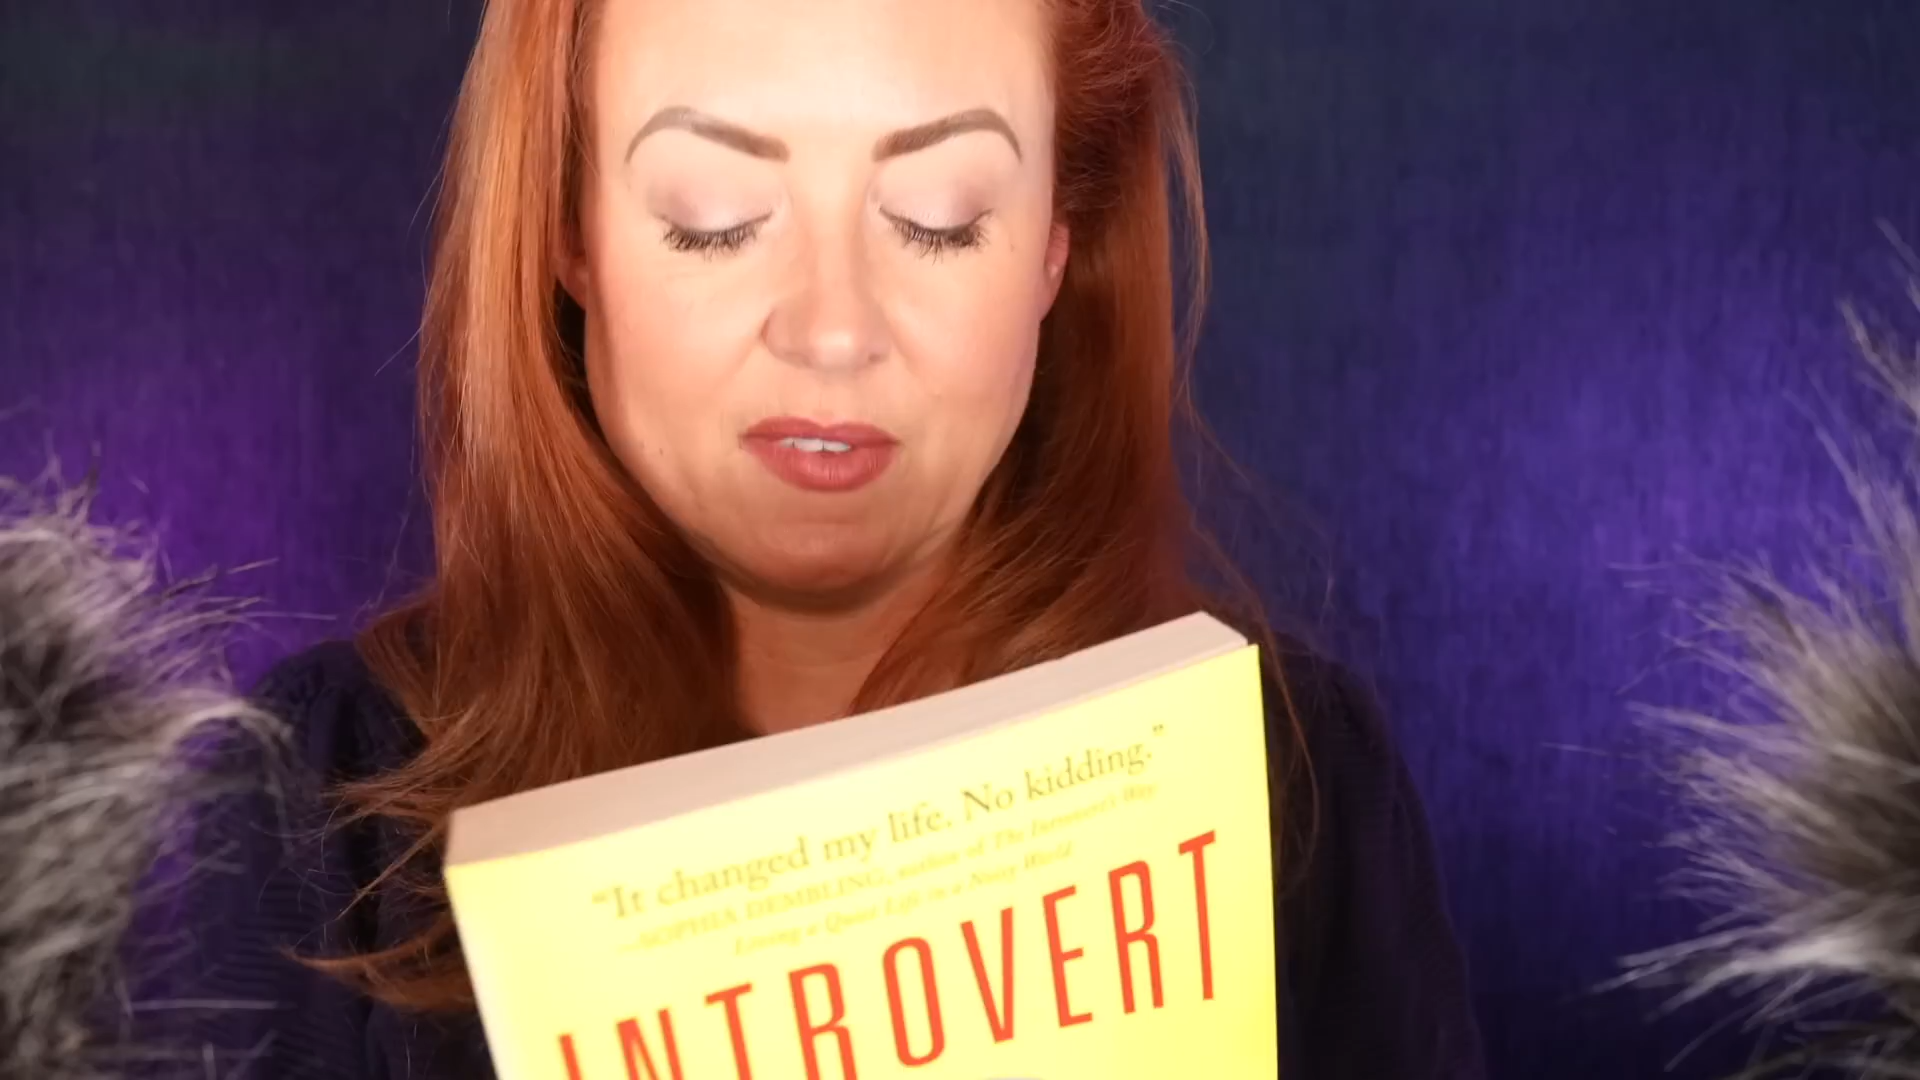 “It changed my life. No kidding.”
—SOPHIA DEMBLING, author of The Introvert's Way:
Living a Quiet Life in a Noisy World
INTROVERT